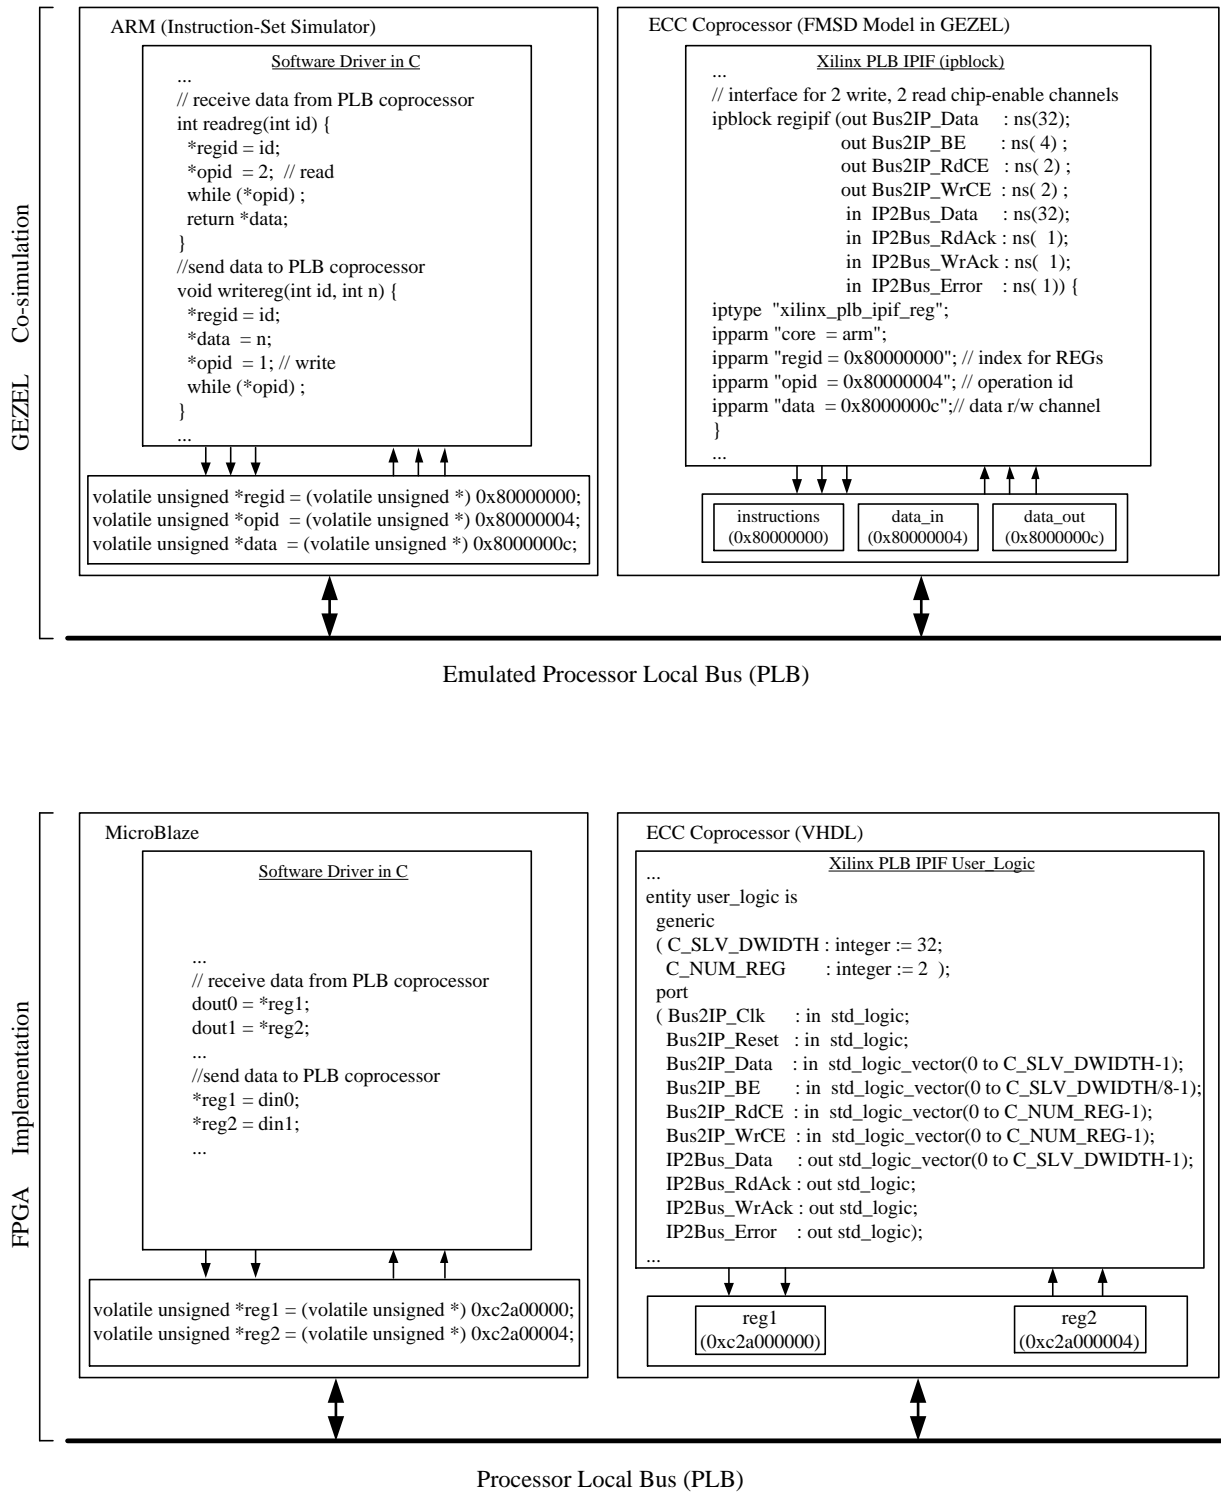 GEZEL Co-simulation
ARM (Instruction-Set Simulator)
Software Driver in C
...
// receive data from PLB coprocessor
int readreg(int id) {
*regid = id;
*opid = 2; // read
while (*opid) ;
return *data;
}
//send data to PLB coprocessor
void writereg(int id, int n) {
*regid = id;
*data = n;
*opid = 1; // write
while (*opid) ;
}
...
volatile unsigned *regid = (volatile unsigned *) 0x80000000;
volatile unsigned *opid = (volatile unsigned *) 0x80000004;
volatile unsigned *data = (volatile unsigned *) 0x8000000c;
ECC Coprocessor (FMSD Model in GEZEL)
Xilinx PLB IPIF (ipblock)
...
// interface for 2 write, 2 read chip-enable channels
ipblock regipif (out Bus2IP_Data : ns(32);
out Bus2IP_BE : ns( 4) ;
out Bus2IP_RdCE : ns( 2) ;
out Bus2IP_WrCE : ns( 2) ;
in IP2Bus_Data : ns(32);
in IP2Bus_RdAck : ns( 1);
in IP2Bus_WrAck : ns( 1);
in IP2Bus_Error : ns( 1)) {
iptype "xilinx_plb_ipif_reg";
ipparm "core = arm";
ipparm "regid = 0x80000000"; // index for REGs
ipparm "opid = 0x80000004"; // operation id
ipparm "data = 0x8000000c";// data r/w channel
}
...
instructions
(0x80000000)
data_in
(0x80000004)
data_out
(0x8000000c)
Emulated Processor Local Bus (PLB)
FPGA Implementation
MicroBlaze
Software Driver in C
...
// receive data from PLB coprocessor
dout0 = *reg1;
dout1 = *reg2;
...
//send data to PLB coprocessor
*reg1 = din0;
*reg2 = din1;
...
volatile unsigned *reg1 = (volatile unsigned *) 0xc2a00000;
volatile unsigned *reg2 = (volatile unsigned *) 0xc2a00004;
ECC Coprocessor (VHDL)
Xilinx PLB IPIF User_Logic
...
entity user_logic is
generic
( C_SLV_DWIDTH : integer := 32;
C_NUM_REG : integer := 2 );
port
( Bus2IP_Clk : in std_logic;
Bus2IP_Reset : in std_logic;
Bus2IP_Data : in std_logic_vector(0 to C_SLV_DWIDTH-1);
Bus2IP_BE : in std_logic_vector(0 to C_SLV_DWIDTH/8-1);
Bus2IP_RdCE : in std_logic_vector(0 to C_NUM_REG-1);
Bus2IP_WrCE : in std_logic_vector(0 to C_NUM_REG-1);
IP2Bus_Data : out std_logic_vector(0 to C_SLV_DWIDTH-1);
IP2Bus_RdAck : out std_logic;
IP2Bus_WrAck : out std_logic;
IP2Bus_Error : out std_logic);
...
reg1
(0xc2a000000)
reg2
(0xc2a000004)
Processor Local Bus (PLB)